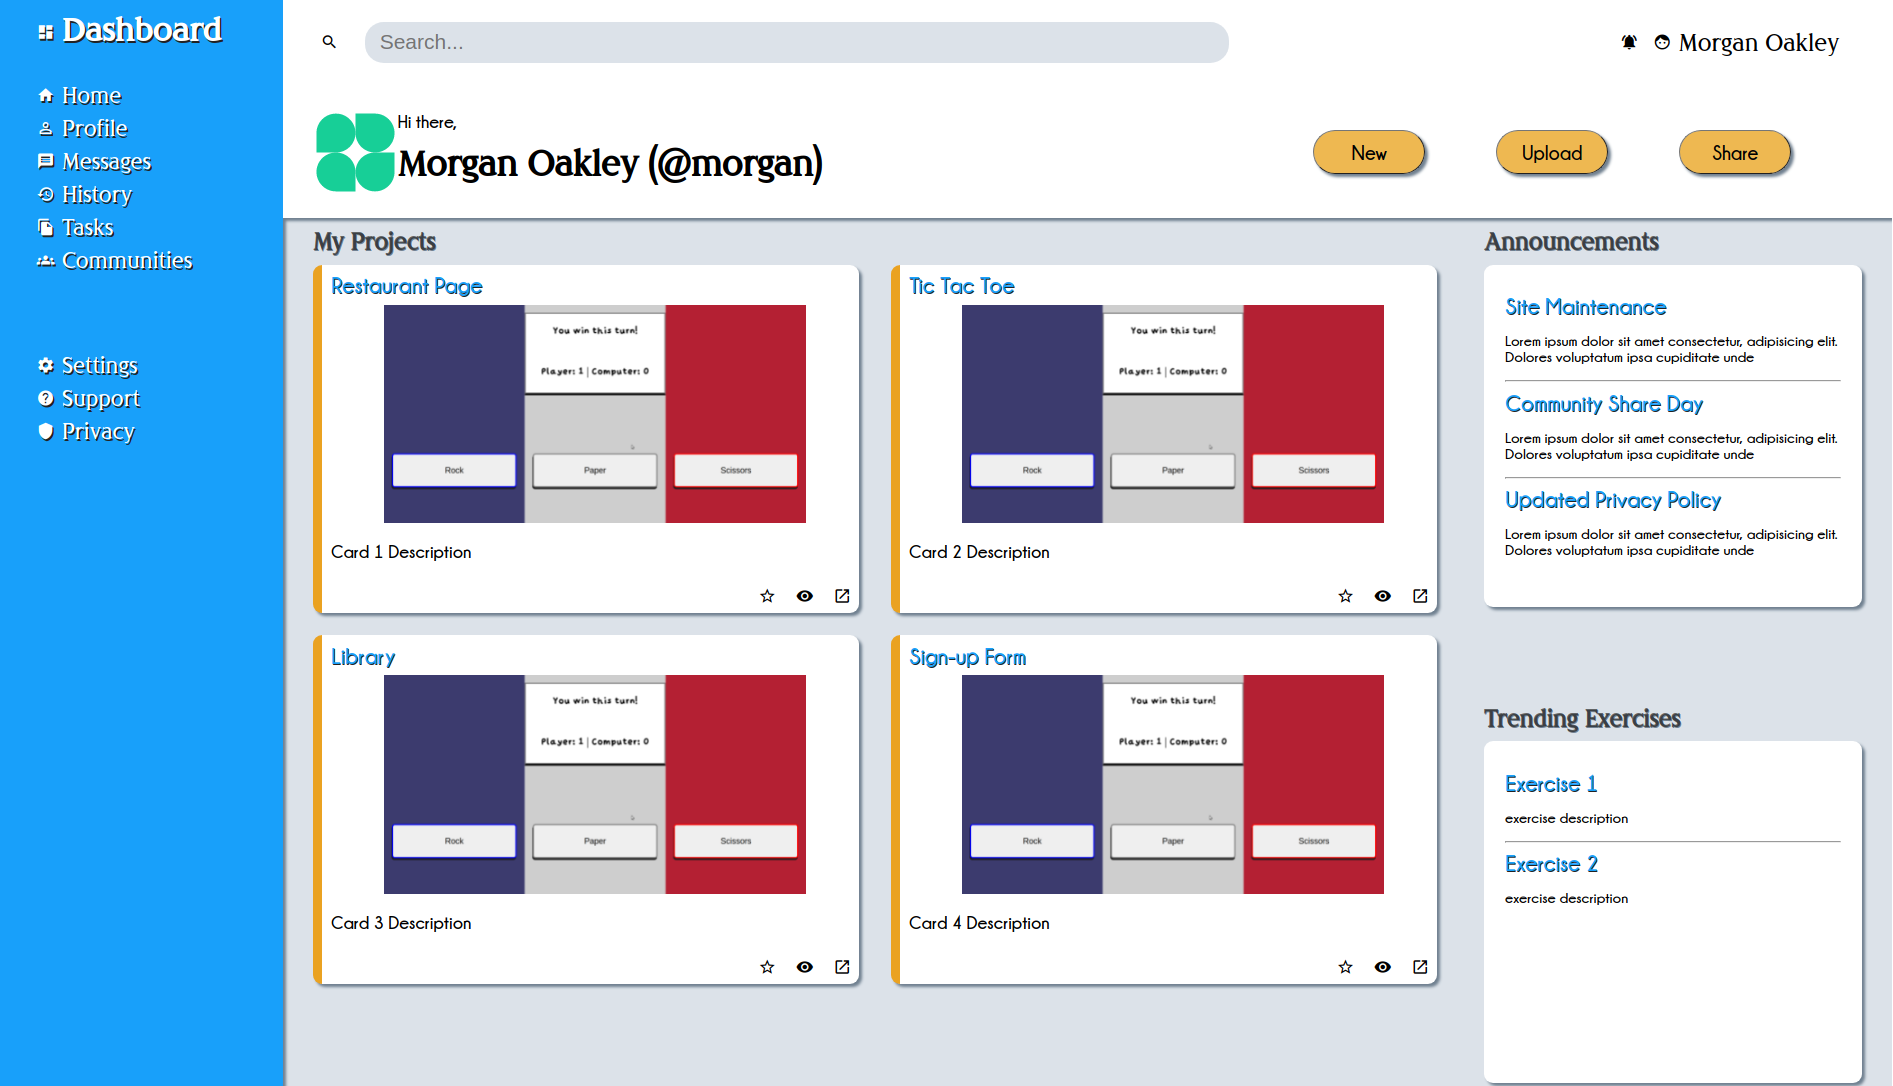 Dashboard
Home
Profile
Messages
History
Tasks
Communities
Settings
Support
Privacy
Search...
Morgan Oakley
Hi there,
Morgan Oakley (@morgan)
New
Upload
Share
My Projects
Restaurant Page
You win this turn!
Player: 1 | Computer: 0
Rock
Paper
Scissors
Card 1 Description
Tic Tac Toe
You win this turn!
Player: 1 | Computer: 0
Rock
Paper
Scissors
Card 2 Description
Library
You win this turn!
Player: 1 | Computer: 0
Rock
Paper
Scissors
Card 3 Description
Sign-up Form
You win this turn!
Player: 1 | Computer: 0
Rock
Paper
Scissors
Card 4 Description
Announcements
Site Maintenance
Lorem ipsum dolor sit amet consectetur, adipisicing elit.
Dolores voluptatum ipsa cupiditate unde
Community Share Day
Lorem ipsum dolor sit amet consectetur, adipisicing elit.
Dolores voluptatum ipsa cupiditate unde
Updated Privacy Policy
Lorem ipsum dolor sit amet consectetur, adipisicing elit.
Dolores voluptatum ipsa cupiditate unde
Trending Exercises
Exercise 1
exercise description
Exercise 2
exercise description